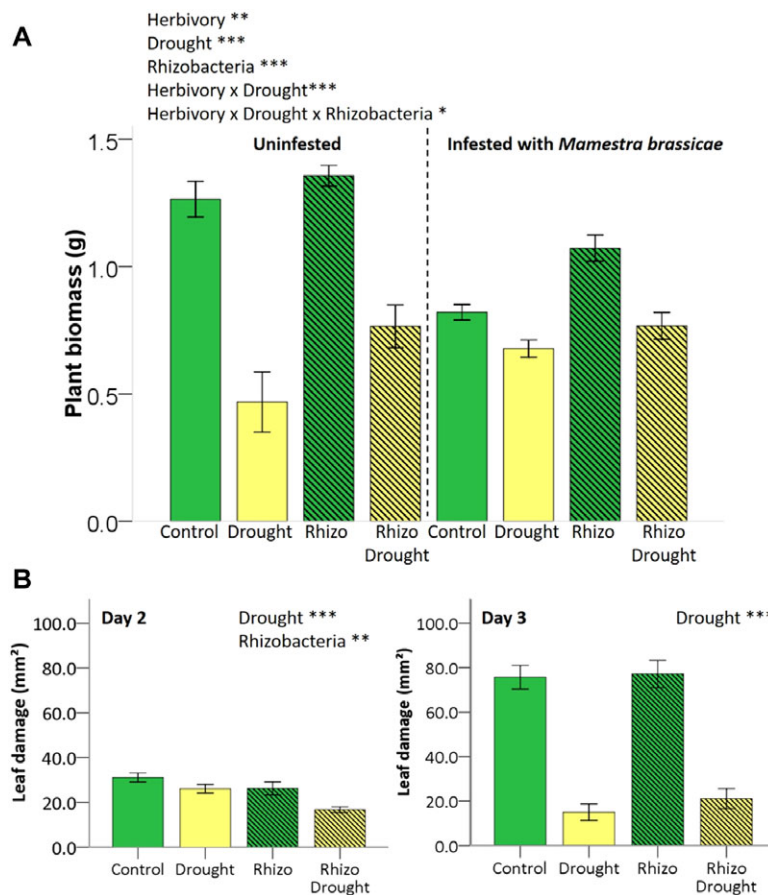 A
Herbivory **
Drought ***
Rhizobacteria ***
Herbivory x Drought***
Herbivory x Drought x Rhizobacteria *
Uninfested
Infested with Mamestra brassicae
Plant biomass (g)
1.5
1.0
0.5
0.0
Control Drought Rhizo Rhizo Drought Control Drought Rhizo Rhizo Drought
B
Day 2
Drought ***
Rhizobacteria **
Leaf damage (mm²)
100.0
80.0
60.0
40.0
20.0
0.0
Control Drought Rhizo Rhizo Drought
Day 3
Drought ***
Leaf damage (mm²)
100.0
80.0
60.0
40.0
20.0
0.0
Control Drought Rhizo Rhizo Drought